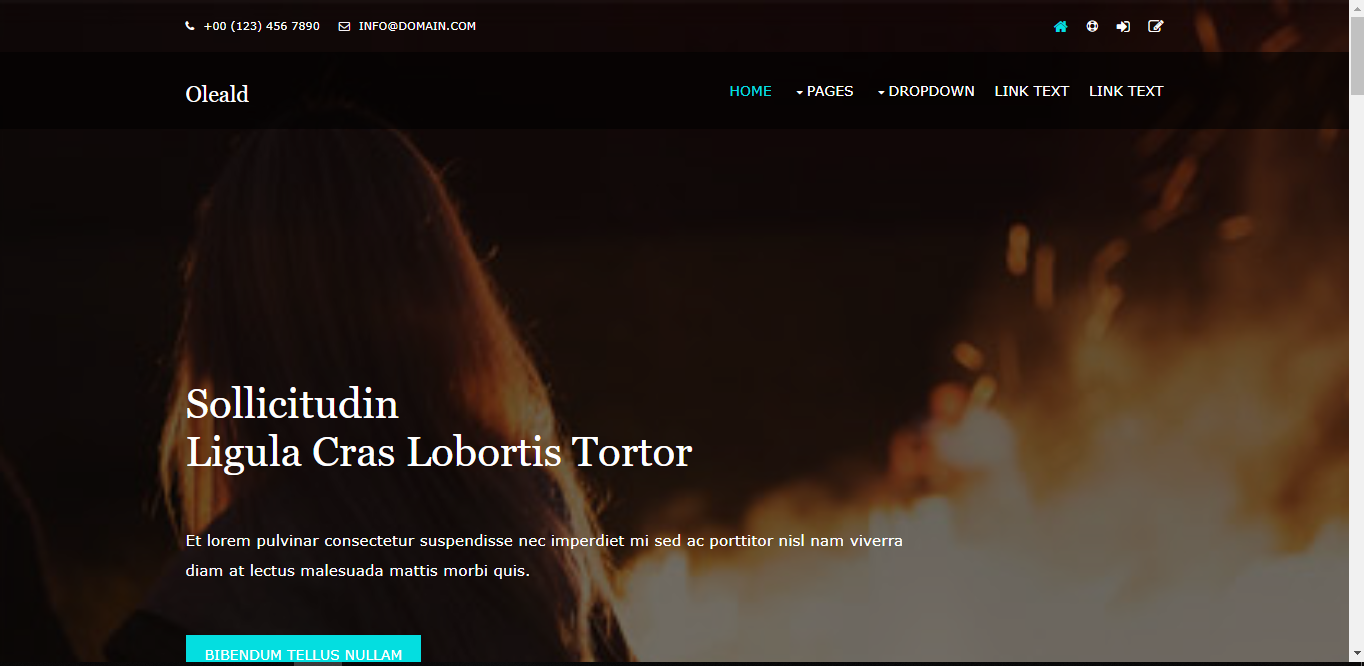 +00 (123) 456 7890 INFO@DOMAIN.COM
Oleald
HOME PAGES DROPDOWN LINK TEXT LINK TEXT
Sollicitudin
Ligula Cras Lobortis Tortor
Et lorem pulvinar consectetur suspendisse nec imperdiet mi sed ac porttitor nisl nam viverra
diam at lectus malesuada mattis morbi quis.
BIBENDUM TELLUS NULLAM